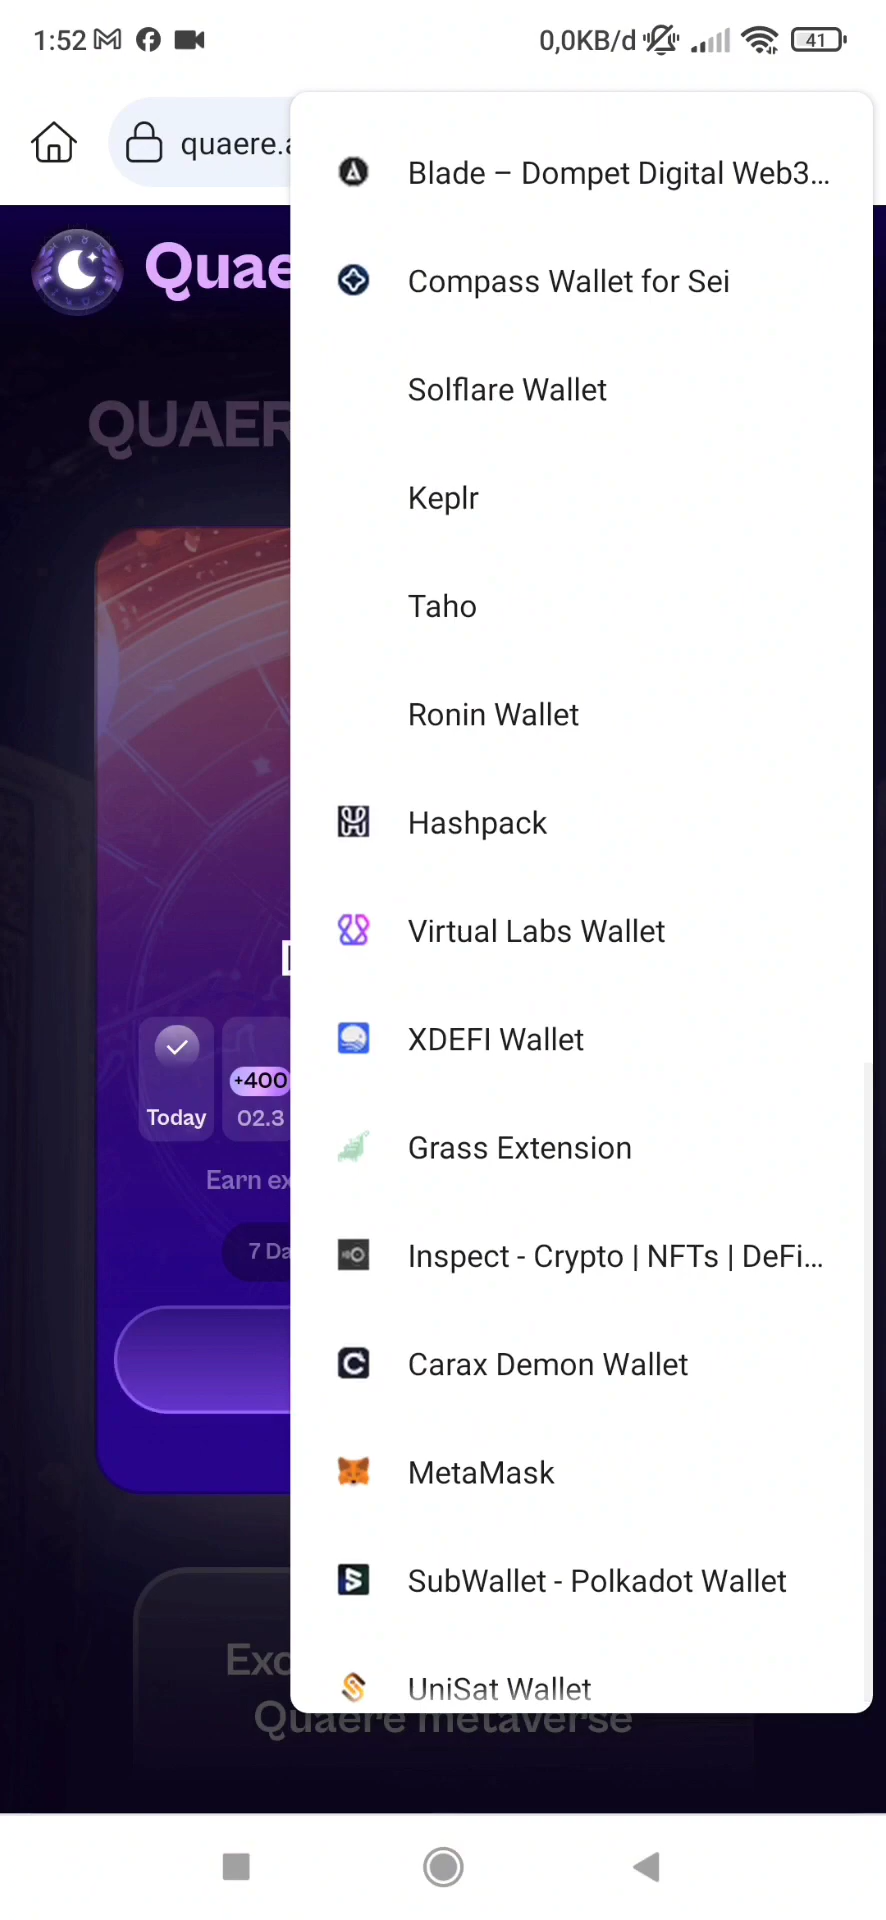 1:52
0,0KB/d
41
quaere.a
Quae
QUAER
Today
+400
02.3
Earn ex
7 Da
Exc
Quaere metaverse
Blade – Dompet Digital Web3...
Compass Wallet for Sei
Solflare Wallet
Keplr
Taho
Ronin Wallet
Hashpack
Virtual Labs Wallet
XDEFI Wallet
Grass Extension
Inspect - Crypto | NFTs | DeFi...
Carax Demon Wallet
MetaMask
SubWallet - Polkadot Wallet
UniSat Wallet